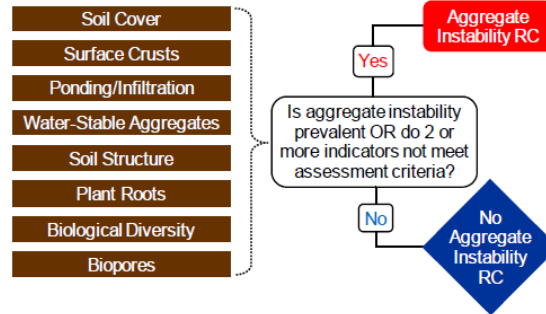 Soil Cover
Surface Crusts
Ponding/Infiltration
Water-Stable Aggregates
Soil Structure
Plant Roots
Biological Diversity
Biopores
Aggregate
Instability RC
Yes
Is aggregate instability
prevalent OR do 2 or
more indicators not meet
assessment criteria?
No
No
Aggregate
Instability
RC